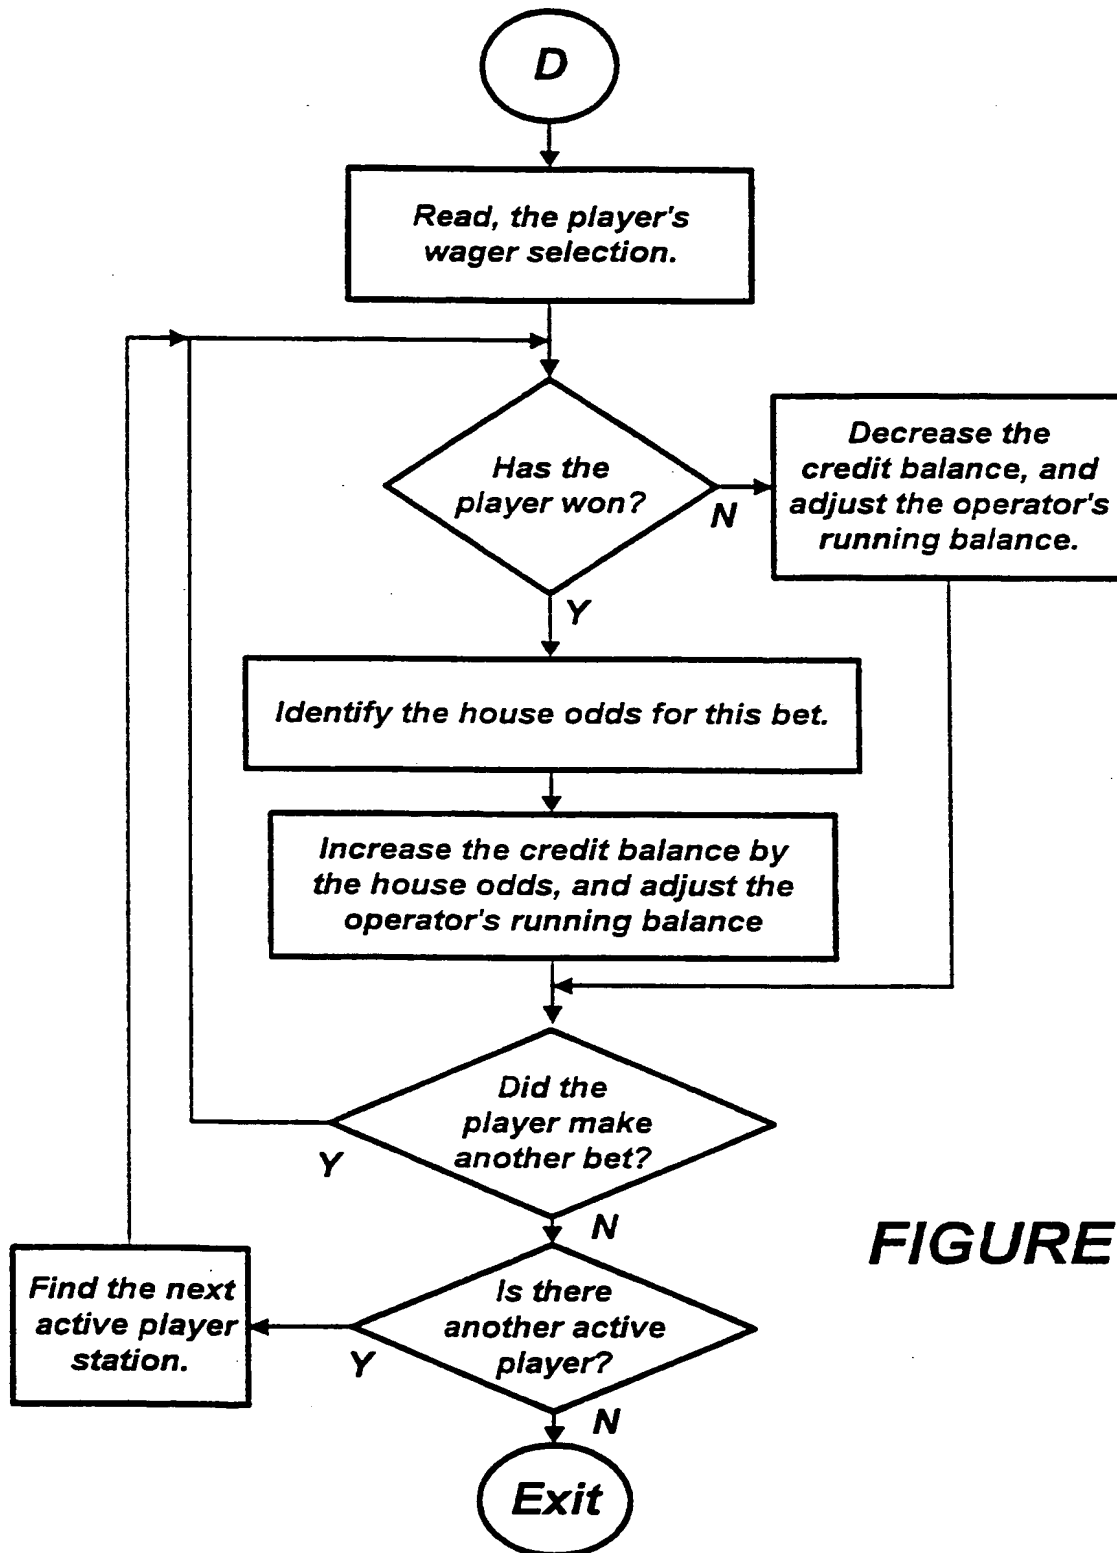 D
Read, the player's
wager selection.
Has the
player won?
N
Decrease the
credit balance, and
adjust the operator's
running balance.
Y
Identify the house odds for this bet.
Increase the credit balance by
the house odds, and adjust the
operator's running balance
Did the
player make
another bet?
Y
N
FIGURE
Find the next
active player
station.
Is there
another active
player?
Y
N
Exit